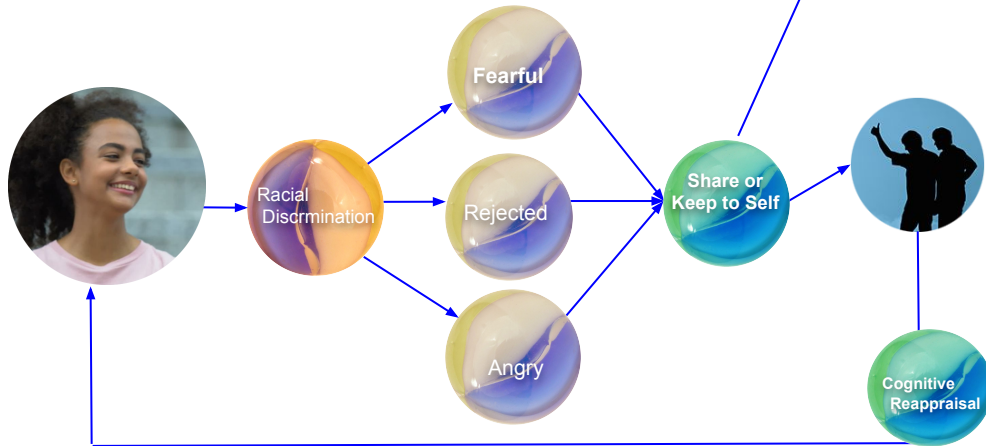 Fearful
Racial
Discrmination
Rejected
Angry
Share or
Keep to Self
Cognitive
Reappraisal